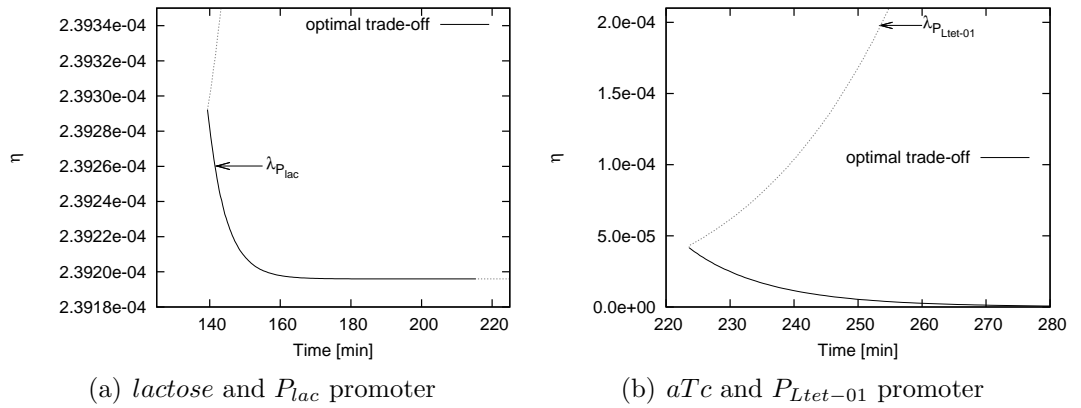 2.3934e-04
2.3932e-04
2.3930e-04
2.3928e-04
2.3926e-04
2.3924e-04
2.3922e-04
2.3920e-04
2.3918e-04
η
optimal trade-off
λPlac
140 160 180 200 220
Time [min]
(a) lactose and Plac promoter
2.0e-04
1.5e-04
1.0e-04
5.0e-05
0.0e+00
η
λPLtet-01
optimal trade-off
220 230 240 250 260 270 280
Time [min]
(b) aTc and PLtet−01 promoter